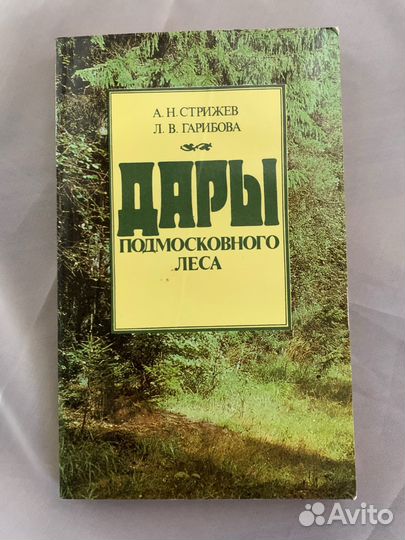 А. Н. СТРИЖЕВ
Л. В. ГАРИБОВА
ДАРЫ
ПОДМОСКОВНОГО
ЛЕСА
Avito